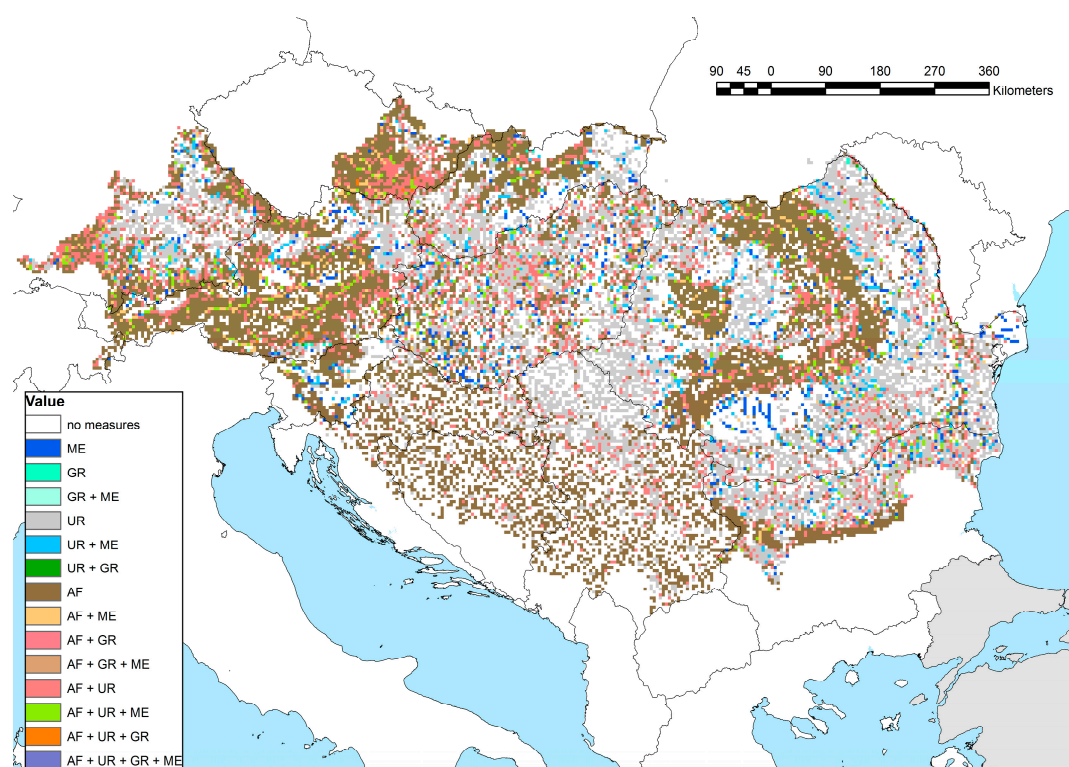 90 45 0 90 180 270 360
Kilometers
Value
no measures
ME
GR
GR + ME
UR
UR + ME
UR + GR
AF
AF + ME
AF + GR
AF + GR + ME
AF + UR
AF + UR + ME
AF + UR + GR
AF + UR + GR + ME